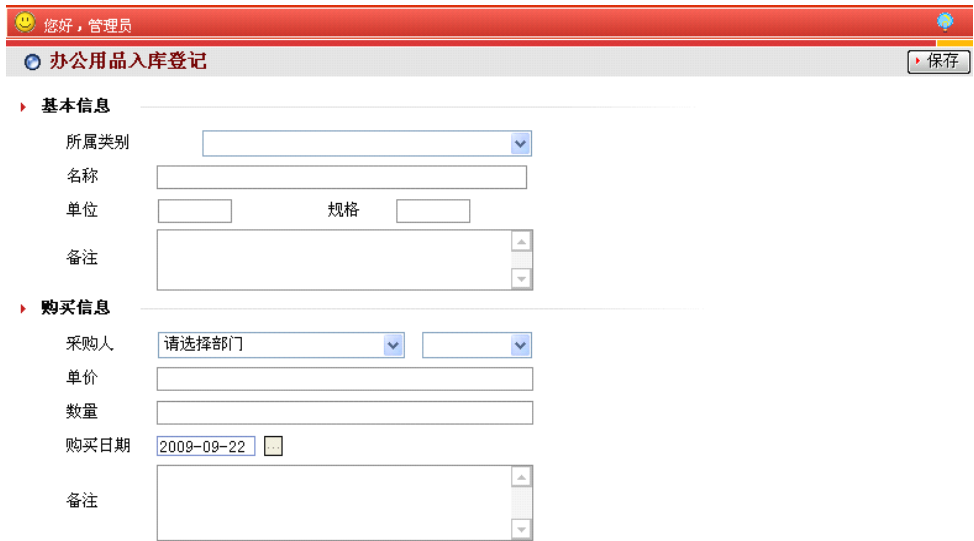 您好，管理员
办公用品入库登记 保存
基本信息
所属类别
名称
单位 规格
备注
购买信息
采购人 请选择部门
单价
数量
购买日期 2009-09-22 ...
备注